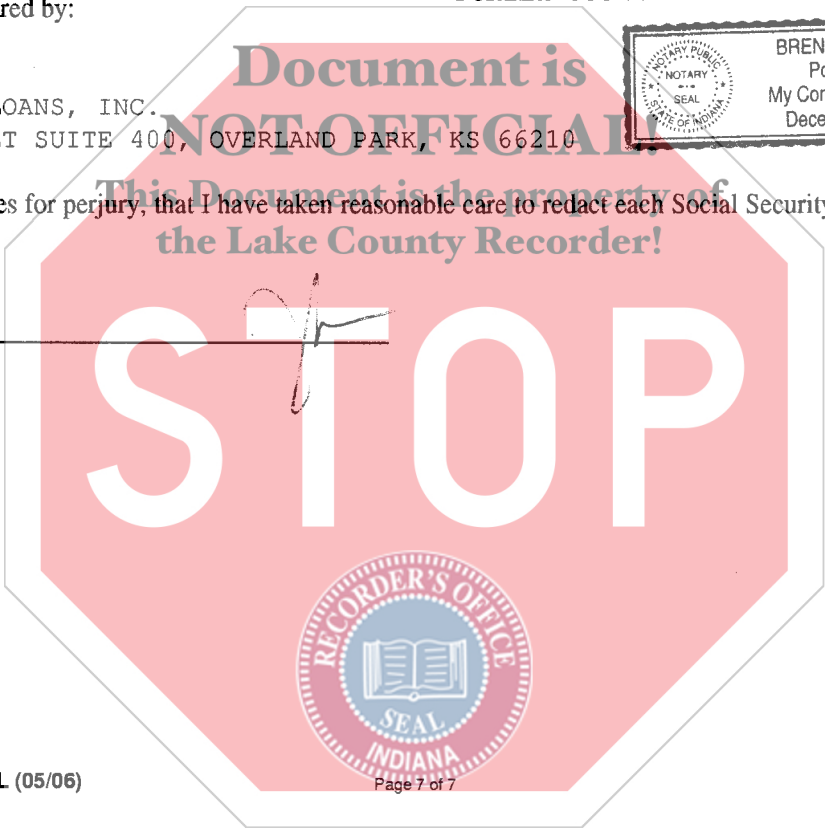 red by:
Document is
BREN
Po
My Con
Dece
NOTARY PUBLIC
NOTARY
SEAL
STATE OF INDIANA
OANS, INC.
T SUITE 400, OVERLAND PARK, KS 66210
NOT OFFICIAL!
es for perjury, that I have taken reasonable care to redact each Social Security
This Document is the property of
the Lake County Recorder!
STOP
RECORDER'S OFFICE
SEAL
INDIANA
(05/06)
Page 7 of 7